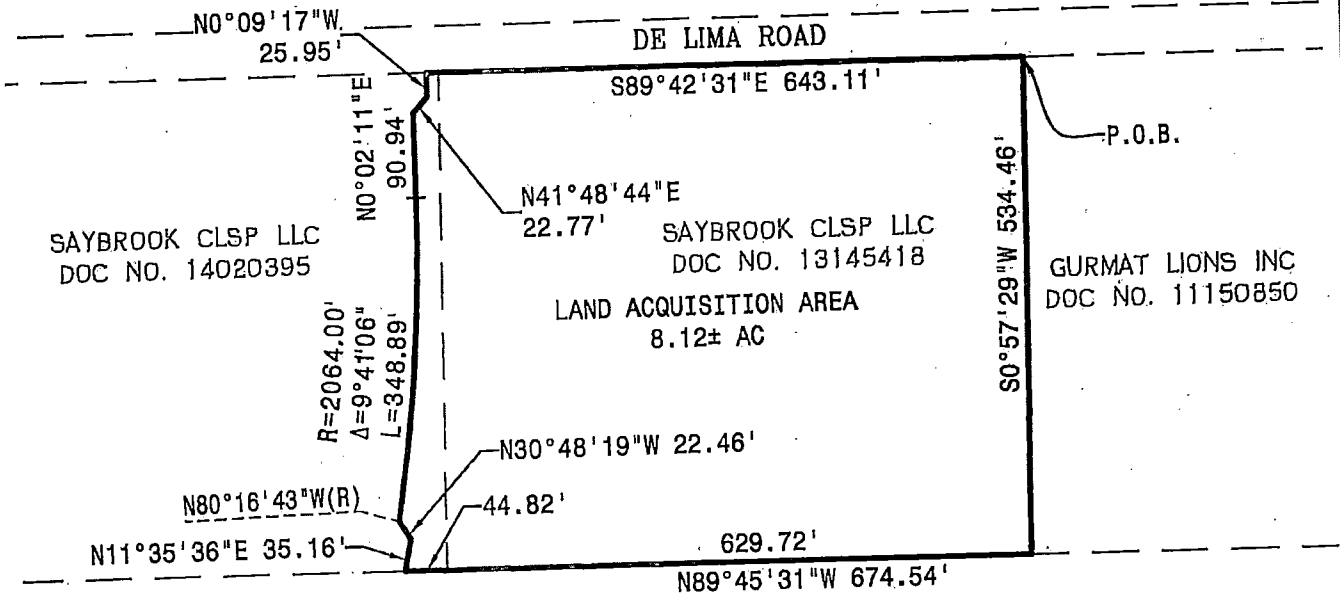 N0°09'17"W
25.95'
DE LIMA ROAD
S89°42'31"E 643.11'
P.O.B.
N0°02'11"E
90.94'
N41°48'44"E
22.77'
SAYBROOK CLSP LLC
DOC NO. 14020395
SAYBROOK CLSP LLC
DOC NO. 13145418
LAND ACQUISITION AREA
8.12± AC
S0°57'29"W 534.46'
GURMAT LIONS INC
DOC NO. 11150850
R=2064.00'
Δ=9°41'06"
L=348.89'
N30°48'19"W 22.46'
N80°16'43"W(R)
44.82'
N11°35'36"E 35.16'
629.72'
N89°45'31"W 674.54'